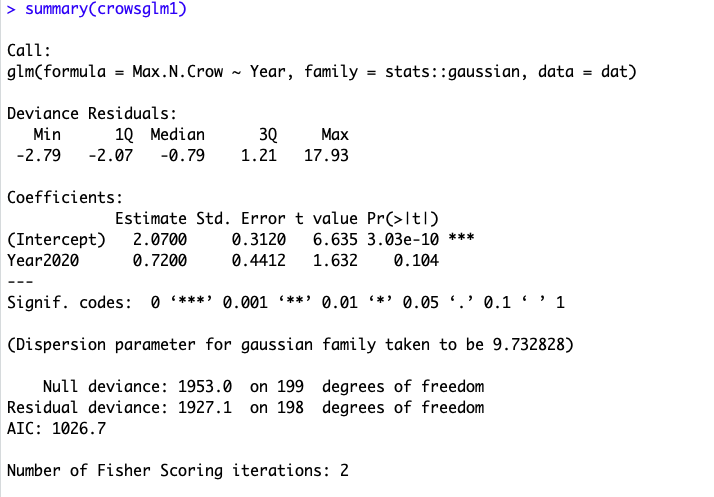 > summary(crowsglm1)

Call:
glm(formula = Max.N.Crow ~ Year, family = stats::gaussian, data = dat)

Deviance Residuals:
   Min      1Q  Median      3Q     Max
 -2.79   -2.07   -0.79    1.21   17.93

Coefficients:
            Estimate Std. Error t value Pr(>|t|)
(Intercept)   2.0700     0.3120   6.635 3.03e-10 ***
Year2020      0.7200     0.4412   1.632    0.104
---
Signif. codes:  0 ‘***’ 0.001 ‘**’ 0.01 ‘*’ 0.05 ‘.’ 0.1 ‘ ’ 1

(Dispersion parameter for gaussian family taken to be 9.732828)

    Null deviance: 1953.0  on 199  degrees of freedom
Residual deviance: 1927.1  on 198  degrees of freedom
AIC: 1026.7

Number of Fisher Scoring iterations: 2